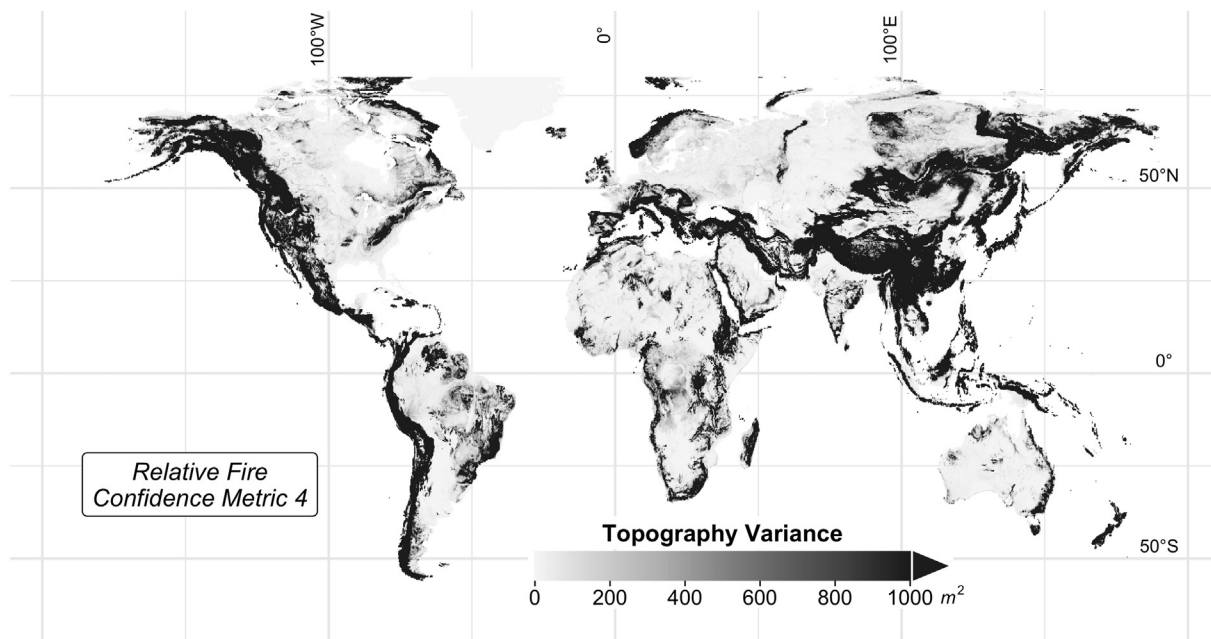 100°W
0°
100°E
50°N
0°
50°S
Relative Fire
Confidence Metric 4
Topography Variance
0 200 400 600 800 1000 m²